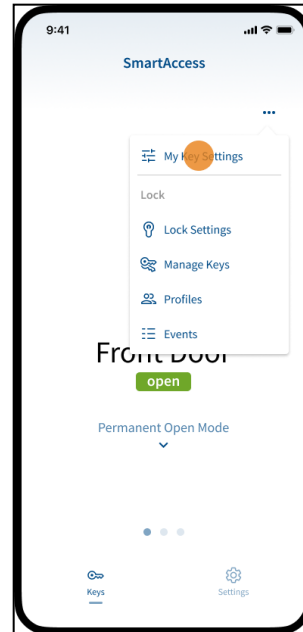 9:41
SmartAccess
My Key Settings
Lock
Lock Settings
Manage Keys
Profiles
Events
Front Door
open
Permanent Open Mode
Keys
Settings